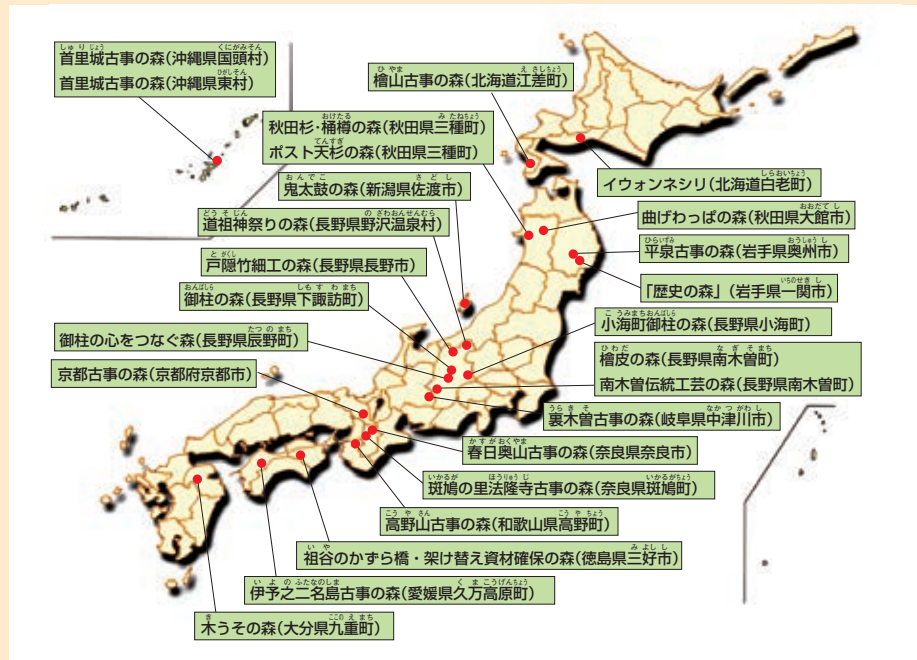 首里城古事の森(沖縄県国頭村)
首里城古事の森(沖縄県東村)
檜山古事の森(北海道江差町)
秋田杉・桶樽の森(秋田県三種町)
ポスト天杉の森(秋田県三種町)
イウォンネシリ(北海道白老町)
鬼太鼓の森(新潟県佐渡市)
曲げわっぱの森(秋田県大館市)
道祖神祭りの森(長野県野沢温泉村)
平泉古事の森(岩手県奥州市)
戸隠竹細工の森(長野県長野市)
「歴史の森」(岩手県一関市)
御柱の森(長野県下諏訪町)
小海町御柱の森(長野県小海町)
御柱の心をつなぐ森(長野県辰野町)
檜皮の森(長野県南木曽町)
南木曽伝統工芸の森(長野県南木曽町)
京都古事の森(京都府京都市)
裏木曽古事の森(岐阜県中津川市)
春日奥山古事の森(奈良県奈良市)
斑鳩の里法隆寺古事の森(奈良県斑鳩町)
高野山古事の森(和歌山県高野町)
祖谷のかずら橋・架け替え資材確保の森(徳島県三好市)
伊予之二名島古事の森(愛媛県久万高原町)
木うその森(大分県九重町)